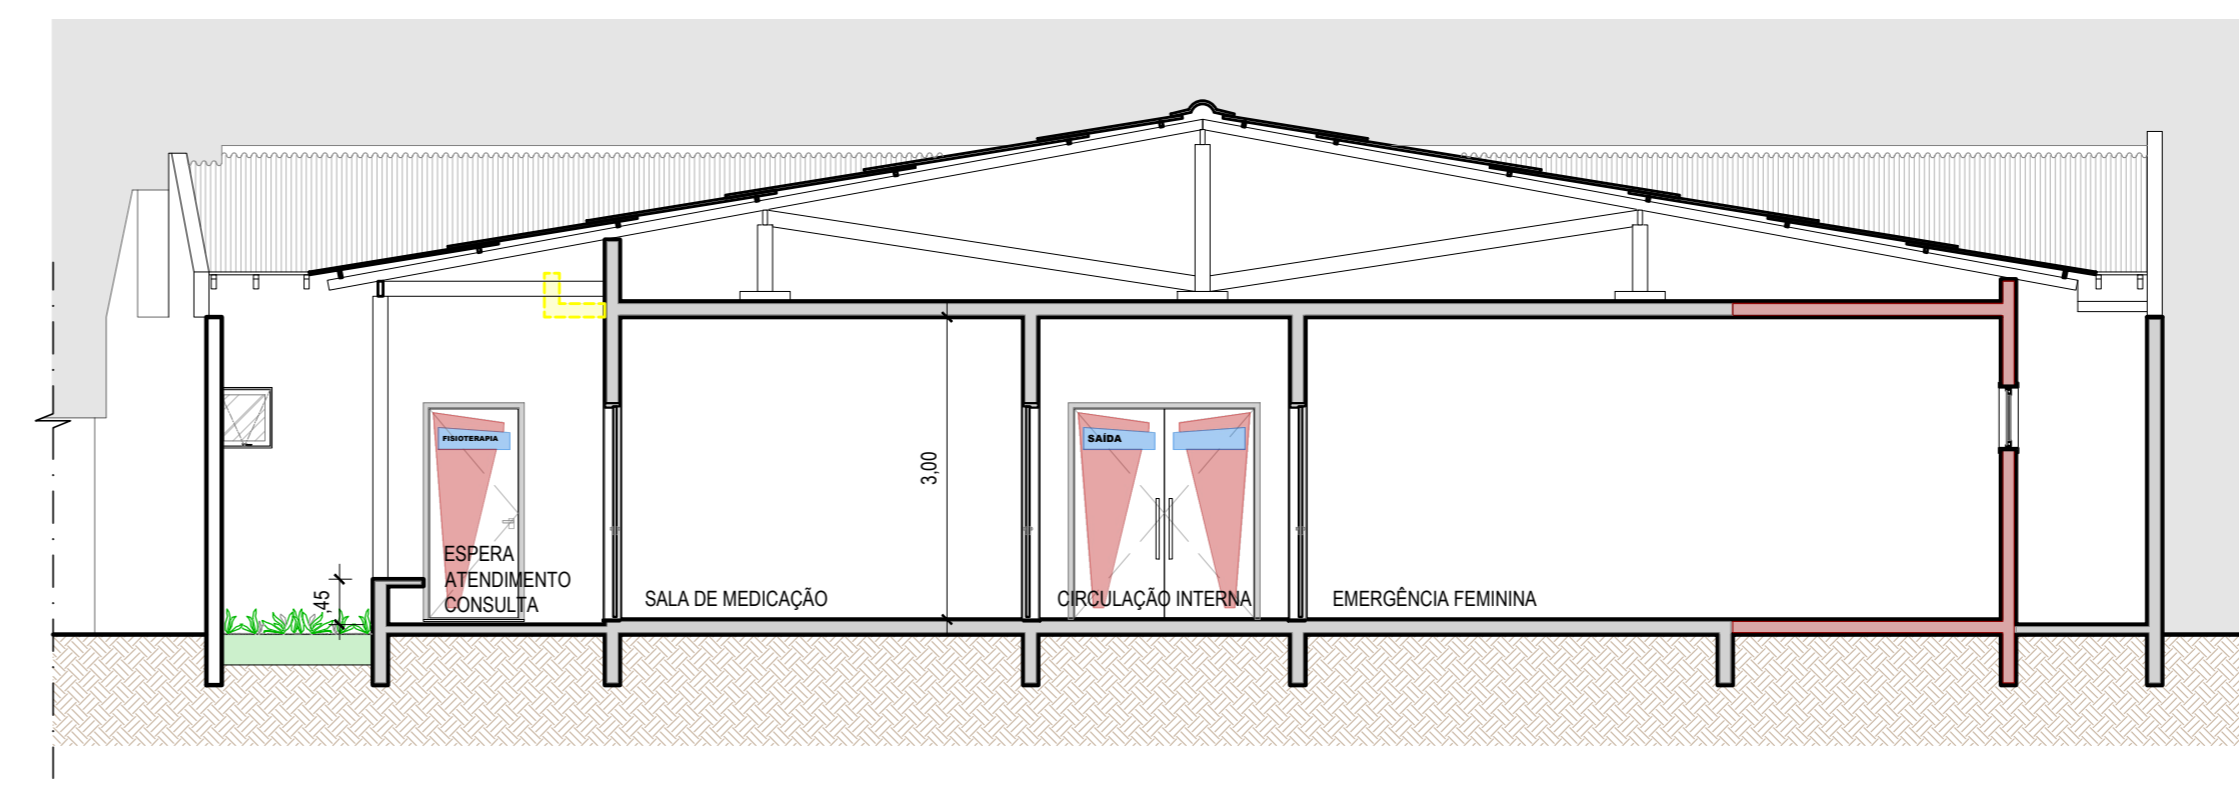 FISIOTERAPIA
SAÍDA
3,00
,45
ESPERA
ATENDIMENTO
CONSULTA
SALA DE MEDICAÇÃO
CIRCULAÇÃO INTERNA
EMERGÊNCIA FEMININA